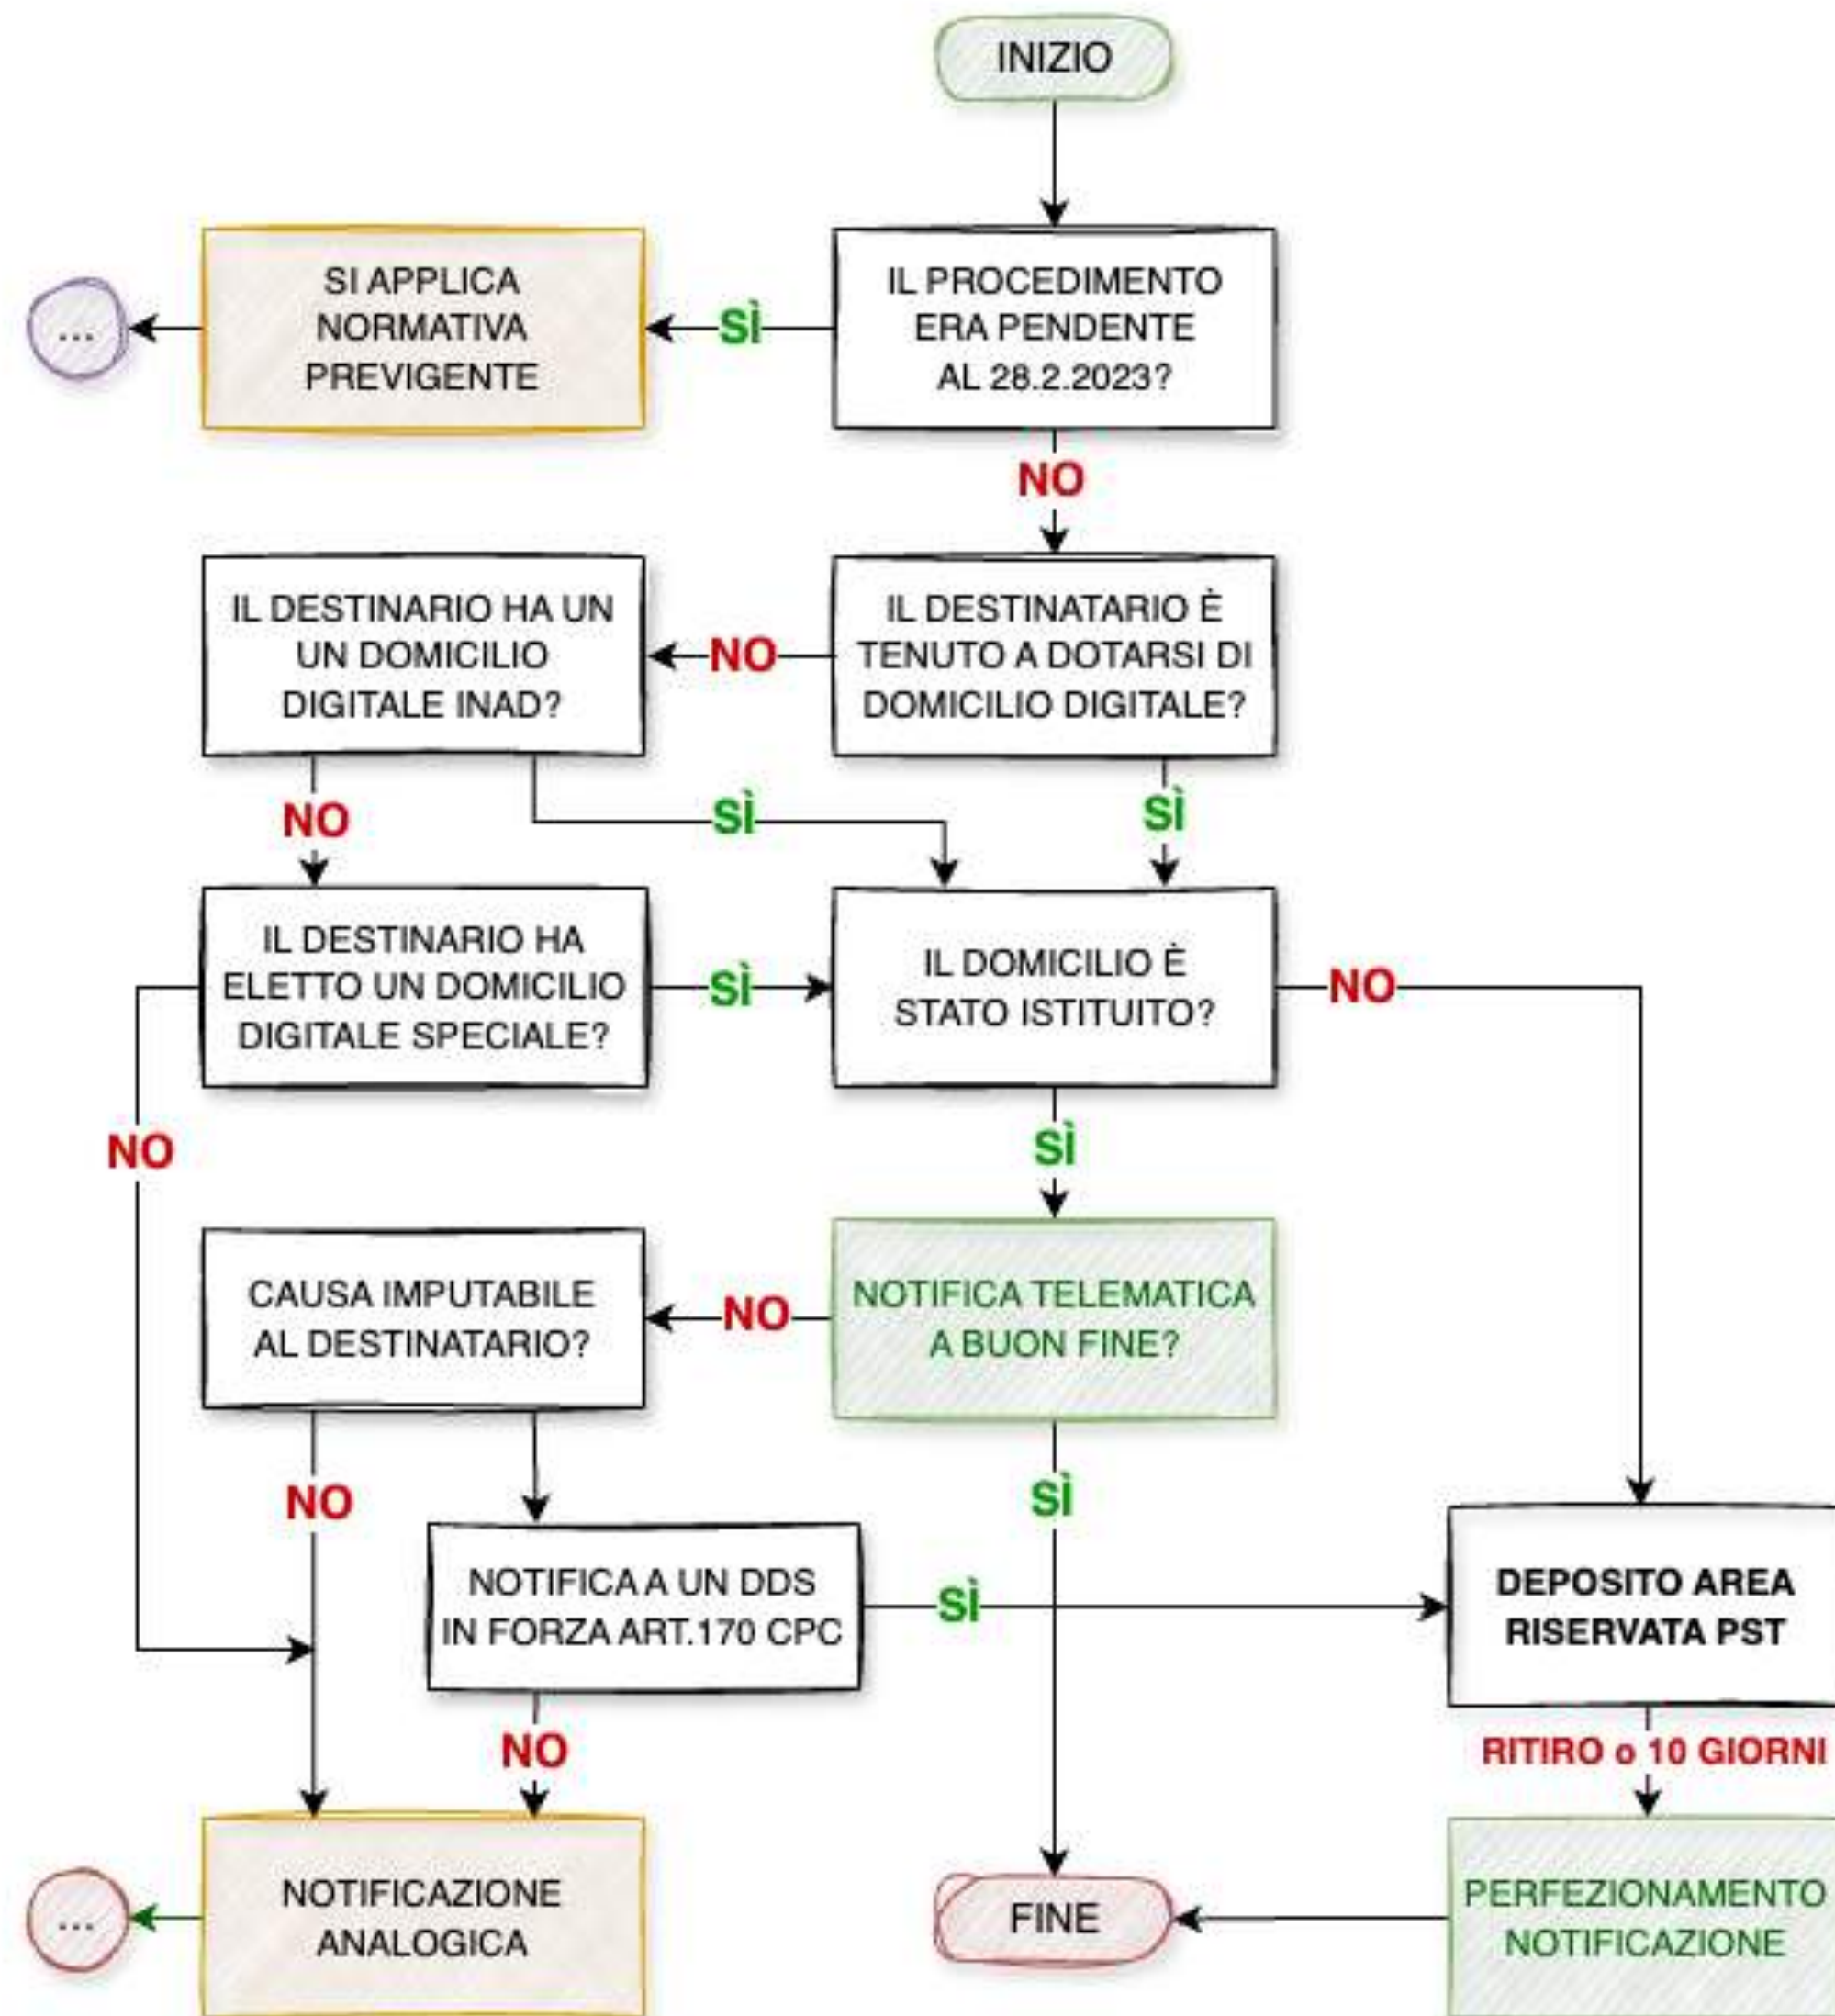 INIZIO
SI APPLICA
NORMATIVA
PREVIGENTE
...
SÌ
IL PROCEDIMENTO
ERA PENDENTE
AL 28.2.2023?
NO
IL DESTINARIO HA UN
UN DOMICILIO
DIGITALE INAD?
NO
IL DESTINATARIO È
TENUTO A DOTARSI DI
DOMICILIO DIGITALE?
NO
SÌ
SÌ
IL DESTINARIO HA
ELETTO UN DOMICILIO
DIGITALE SPECIALE?
SÌ
IL DOMICILIO È
STATO ISTITUITO?
NO
NO
SÌ
CAUSA IMPUTABILE
AL DESTINATARIO?
NO
NOTIFICA TELEMATICA
A BUON FINE?
NO
SÌ
NOTIFICA A UN DDS
IN FORZA ART.170 CPC
SÌ
DEPOSITO AREA
RISERVATA PST
NO
RITIRO o 10 GIORNI
...
NOTIFICAZIONE
ANALOGICA
FINE
PERFEZIONAMENTO
NOTIFICAZIONE